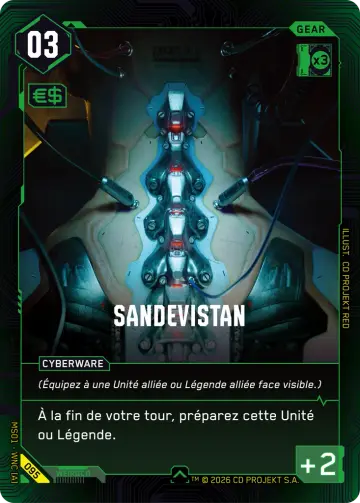 03
GEAR
€$
x3
ILLUST. CD PROJEKT RED
SANDEVISTAN
CYBERWARE
(Équipez à une Unité alliée ou Légende alliée face visible.)
À la fin de votre tour, préparez cette Unité
ou Légende.
+2
095
™ © 2026 CD PROJEKT S.A.